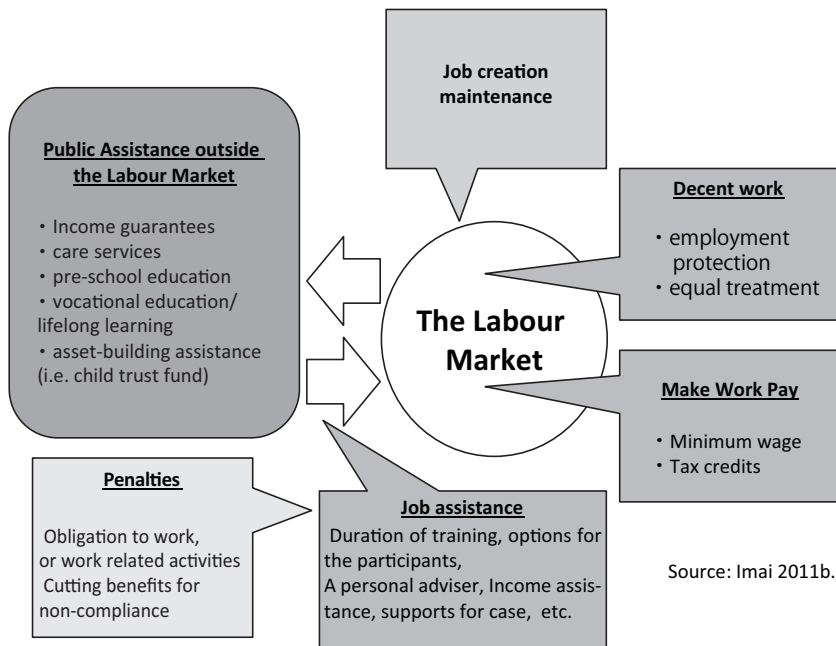 Job creation
maintenance
Public Assistance outside
the Labour Market
・Income guarantees
・care services
・pre-school education
・vocational education/
lifelong learning
・asset-building assistance
(i.e. child trust fund)
Decent work
・employment
protection
・equal treatment
The Labour
Market
Make Work Pay
・Minimum wage
・Tax credits
Penalties
Obligation to work,
or work related activities
Cutting benefits for
non-compliance
Job assistance
Duration of training, options for
the participants,
A personal adviser, Income assis-
tance, supports for case, etc.
Source: Imai 2011b.